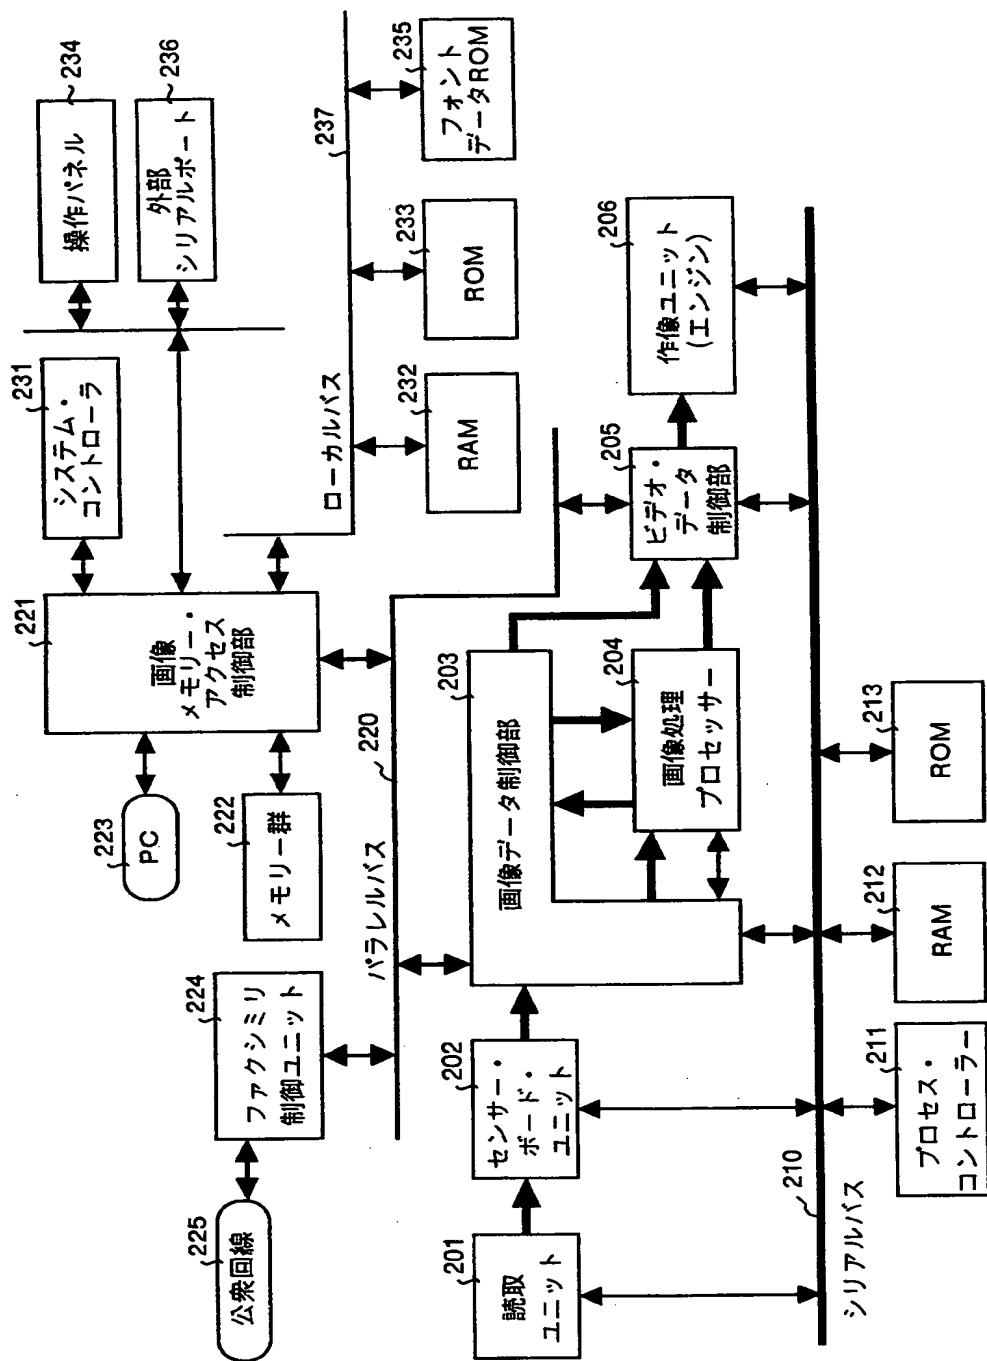 234
操作パネル
236
外部
シリアルポート
231
システム・
コントローラ
221
画像
メモリー・
アクセス
制御部
223
PC
222
メモリー群
224
ファクシミリ
制御ユニット
225
公衆回線
237
ローカルバス
235
フォント
データROM
233
ROM
232
RAM
パラレルバス
220
201
読取
ユニット
202
センサー・
ボード・
ユニット
203
画像データ制御部
204
画像処理
プロセッサー
205
ビデオ・
データ
制御部
206
作像ユニット
(エンジン)
シリアルバス
210
211
プロセス・
コントローラー
212
RAM
213
ROM